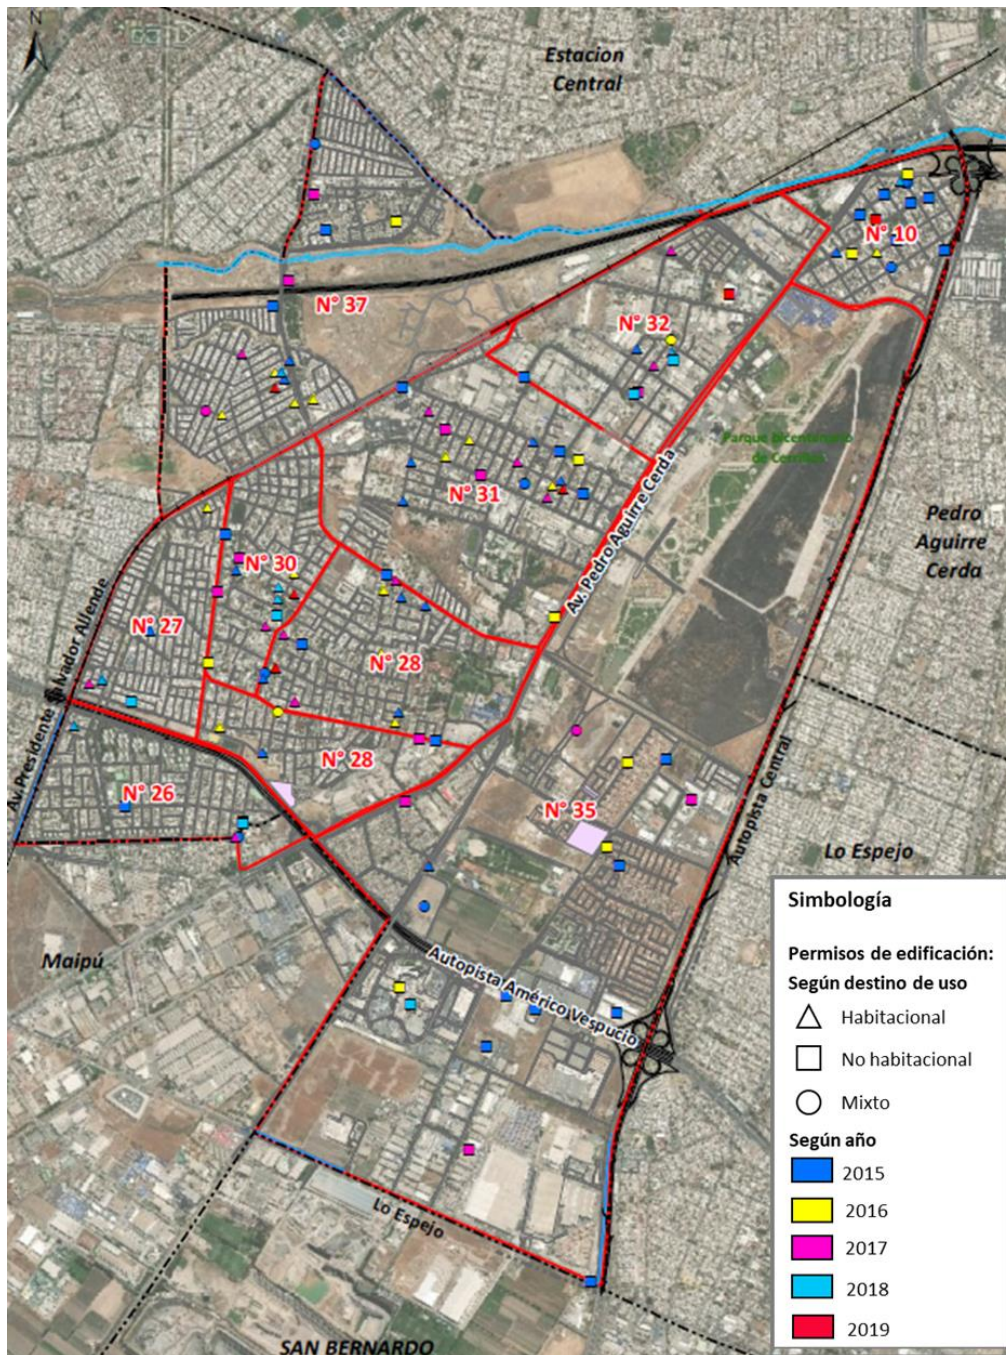 N
Estacion
Central
N° 10
N° 37
N° 32
Parque Bicentenario
de Cerrillos
N° 31
Av. Pedro Aguirre Cerda
Pedro
Aguirre
Cerda
N° 30
N° 27
N° 28
Av. Presidente Salvador Allende
N° 28
N° 26
N° 35
Autopista Central
Lo Espejo
Maipú
Autopista Américo Vespucio
Lo Espejo
SAN BERNARDO
Simbología
Permisos de edificación:
Según destino de uso
Habitacional
No habitacional
Mixto
Según año
2015
2016
2017
2018
2019